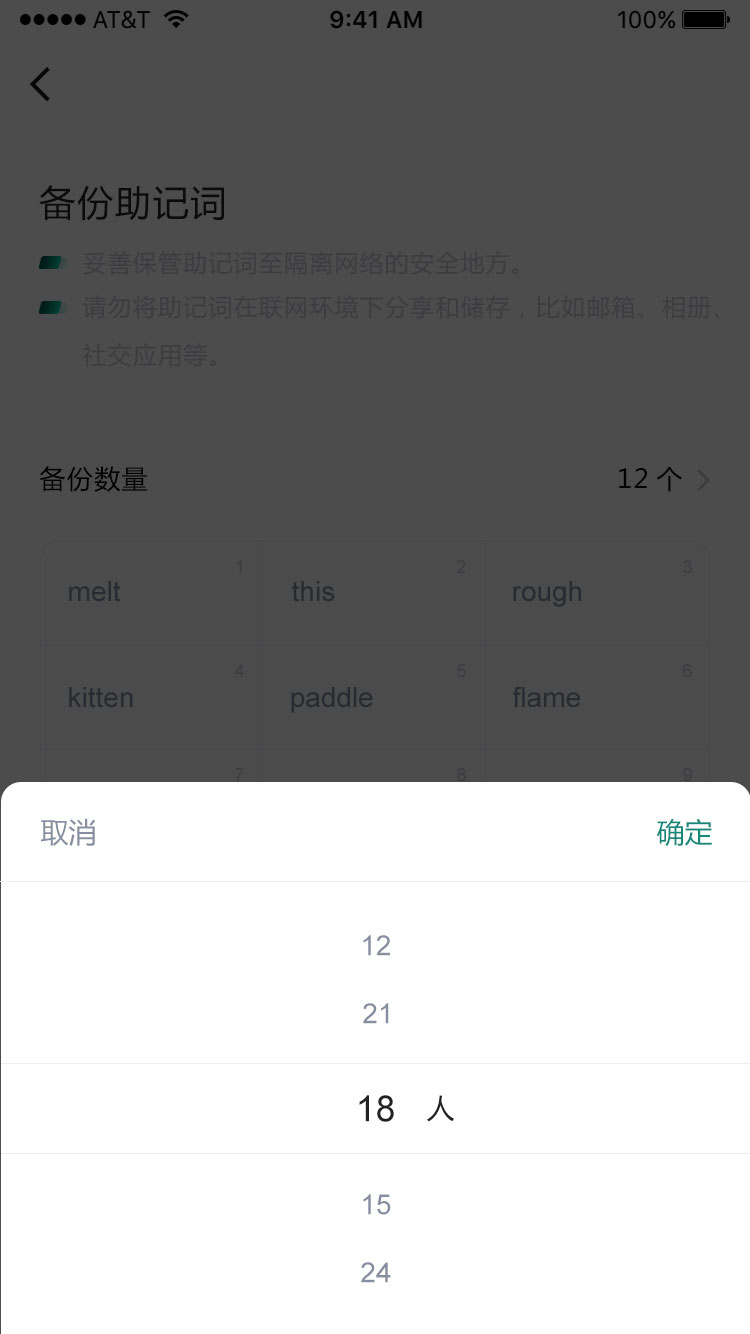 AT&T 9:41 AM 100%
备份助记词
妥善保管助记词至隔离网络的安全地方。
请勿将助记词在联网环境下分享和储存，比如邮箱、相册、
社交应用等。
备份数量 12 个
1 2 3
melt this rough
4 5 6
kitten paddle flame
7 8 9
取消 确定
12
21
18 人
15
24